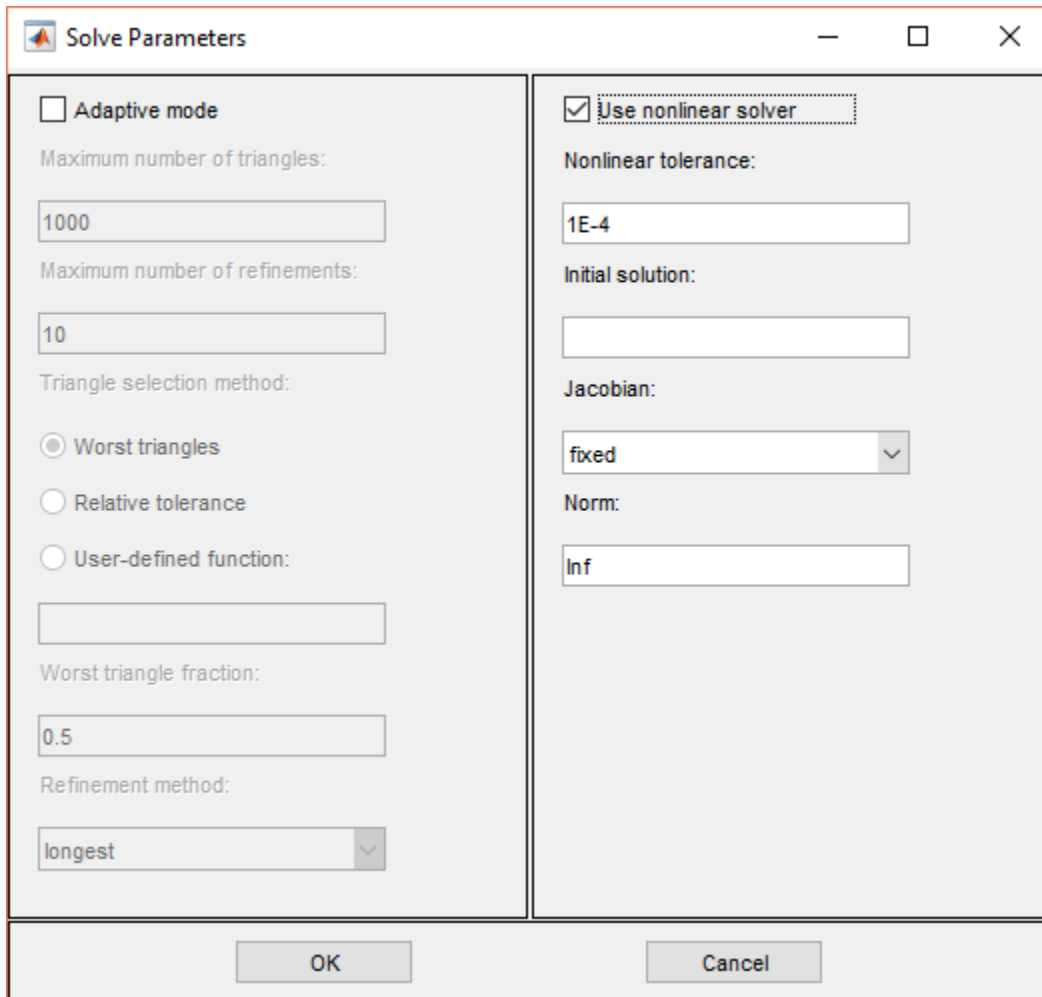 Solve Parameters
Adaptive mode
Maximum number of triangles:
1000
Maximum number of refinements:
10
Triangle selection method:
Worst triangles
Relative tolerance
User-defined function:
Worst triangle fraction:
0.5
Refinement method:
longest
Use nonlinear solver
Nonlinear tolerance:
1E-4
Initial solution:
Jacobian:
fixed
Norm:
Inf
OK
Cancel